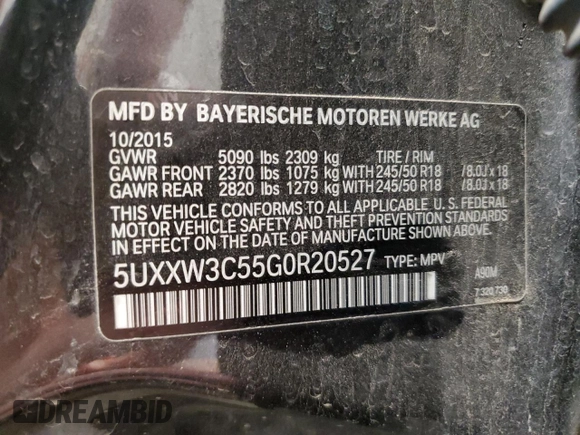 MFD BY BAYERISCHE MOTOREN WERKE AG
10/2015
GVWR 5090 lbs 2309 kg TIRE / RIM
GAWR FRONT 2370 lbs 1075 kg WITH 245/50 R18 /8.0J x 18
GAWR REAR 2820 lbs 1279 kg WITH 245/50 R18 /8.0J x 18
THIS VEHICLE CONFORMS TO ALL APPLICABLE U. S. FEDERAL
MOTOR VEHICLE SAFETY AND THEFT PREVENTION STANDARDS
IN EFFECT ON THE DATE OF MANUFACTURE SHOWN ABOVE.
5UXXW3C55G0R20527 TYPE: MPV A90M
7 320 730
DREAMBID